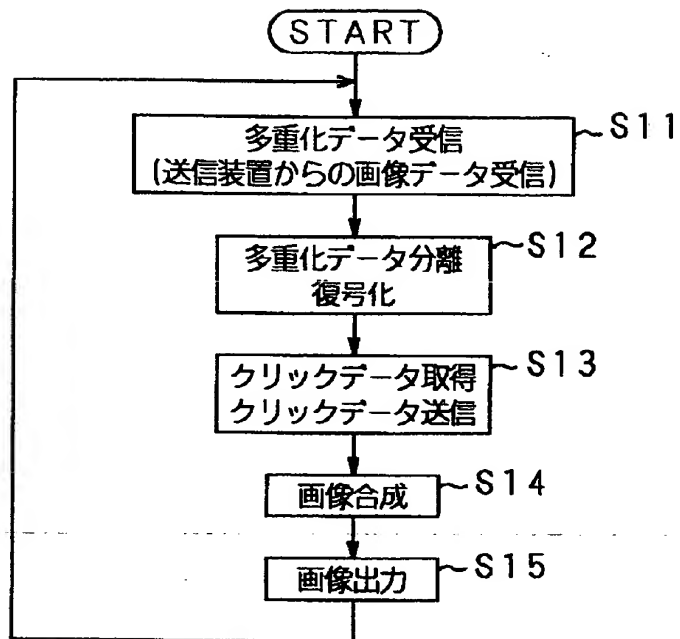 START
多重化データ受信
(送信装置からの画像データ受信)
S11
多重化データ分離
復号化
S12
クリックデータ取得
クリックデータ送信
S13
画像合成
S14
画像出力
S15